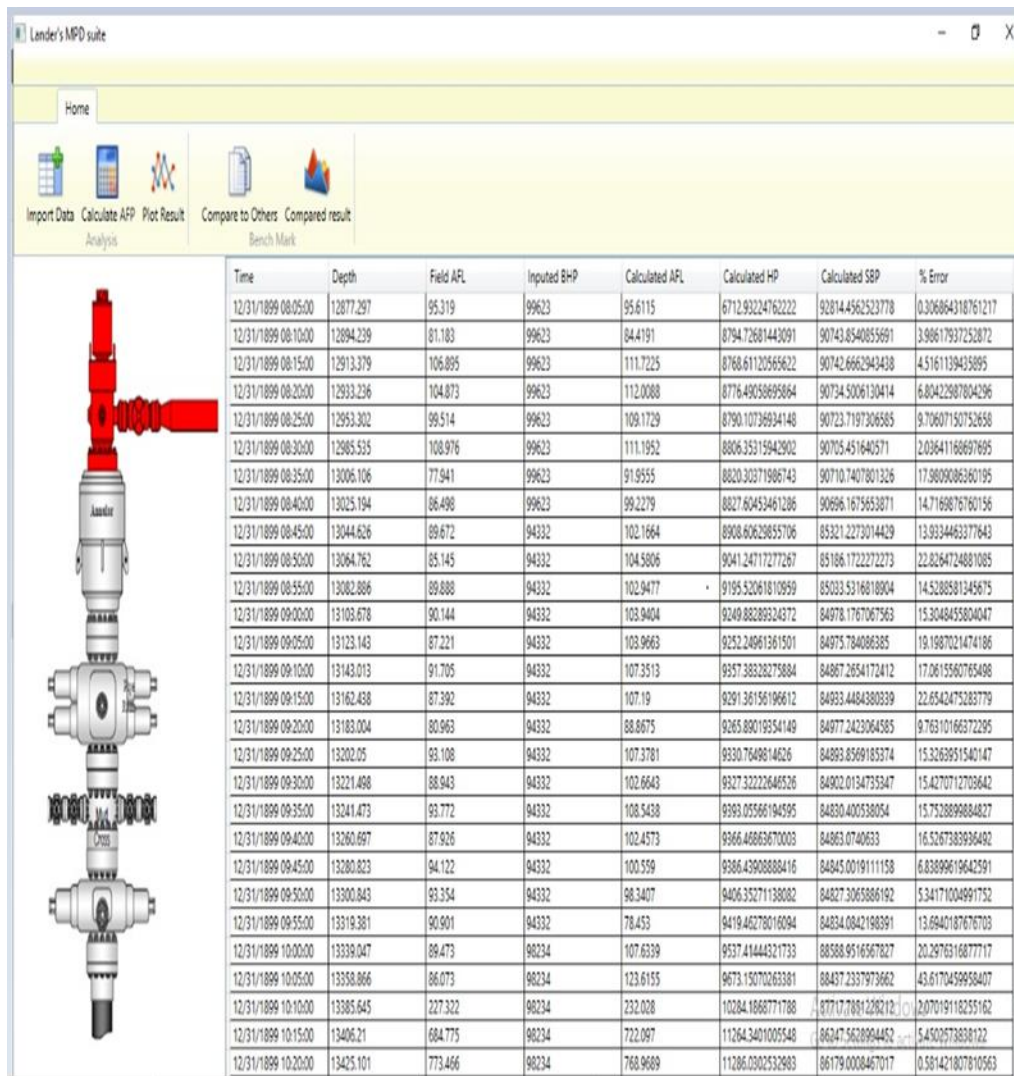 Lander's MPD suite
Home
Import Data Calculate AFP Plot Result Compare to Others Compared result
Analysis Bench Mark
Time Depth Field AFL Inputed BHP Calculated AFL Calculated HP Calculated SBP % Error
12/31/1899 08:05:00 12877.297 95.319 99623 95.6115 6712.93224762222 92814.4562523778 0.306864318761217
12/31/1899 08:10:00 12894.239 81.183 99623 84.4191 8794.72681443091 90743.8540855691 3.98617937252872
12/31/1899 08:15:00 12913.379 106.895 99623 111.7225 8768.61120565622 90742.6662943438 4.5161139435895
12/31/1899 08:20:00 12933.236 104.873 99623 112.0088 8776.49058695864 90734.5006130414 6.80422987804296
12/31/1899 08:25:00 12953.302 99.514 99623 109.1729 8790.10736934148 90723.7197306585 9.70607150752658
12/31/1899 08:30:00 12985.535 108.976 99623 111.1952 8806.35315942902 90705.451640571 2.03641168697695
12/31/1899 08:35:00 13006.106 77.941 99623 91.9555 8820.30371986743 90710.7407801326 17.9809086360195
12/31/1899 08:40:00 13025.194 86.498 99623 99.2279 8827.60453461286 90696.1675653871 14.7169876760156
12/31/1899 08:45:00 13044.626 89.672 94332 102.1664 8908.60629855706 85321.2273014429 13.9334463377643
12/31/1899 08:50:00 13064.762 85.145 94332 104.5806 9041.24717277267 85186.1722272273 22.8264724881085
12/31/1899 08:55:00 13082.886 89.888 94332 102.9477 9195.52061810959 85033.5316818904 14.5288581345675
12/31/1899 09:00:00 13103.678 90.144 94332 103.9404 9249.88289324372 84978.1767067563 15.3048455804047
12/31/1899 09:05:00 13123.143 87.221 94332 103.9663 9252.24961361501 84975.784086385 19.1987021474186
12/31/1899 09:10:00 13143.013 91.705 94332 107.3513 9357.38328275884 84867.2654172412 17.0615560765498
12/31/1899 09:15:00 13162.438 87.392 94332 107.19 9291.36156196612 84933.4484380339 22.6542475283779
12/31/1899 09:20:00 13183.004 80.963 94332 88.8675 9265.89019354149 84977.2423064585 9.76310166372295
12/31/1899 09:25:00 13202.05 93.108 94332 107.3781 9330.7649814626 84893.8569185374 15.3263951540147
12/31/1899 09:30:00 13221.498 88.943 94332 102.6643 9327.32222646526 84902.0134735347 15.4270712703642
12/31/1899 09:35:00 13241.473 93.772 94332 108.5438 9393.05566194595 84830.400538054 15.7528899884827
12/31/1899 09:40:00 13260.697 87.926 94332 102.4573 9366.46863670003 84863.0740633 16.5267383936492
12/31/1899 09:45:00 13280.823 94.122 94332 100.559 9386.43908888416 84845.0019111158 6.83899619642591
12/31/1899 09:50:00 13300.843 93.354 94332 98.3407 9406.35271138082 84827.3065886192 5.34171004991752
12/31/1899 09:55:00 13319.381 90.901 94332 78.453 9419.46278016094 84834.0842198391 13.6940187676703
12/31/1899 10:00:00 13339.047 89.473 98234 107.6339 9537.41444321733 88588.9516567827 20.2976316877717
12/31/1899 10:05:00 13358.866 86.073 98234 123.6155 9673.15070263381 88437.2337973662 43.6170459958407
12/31/1899 10:10:00 13385.645 227.322 98234 232.028 10284.1868771788 87717.7851228212 2.07019118255162
12/31/1899 10:15:00 13406.21 684.775 98234 722.097 11264.3401005548 86247.5628994452 5.4502573838122
12/31/1899 10:20:00 13425.101 773.466 98234 768.9689 11286.0302532983 86179.0008467017 0.581421807810563
Annular
Mud
Cross